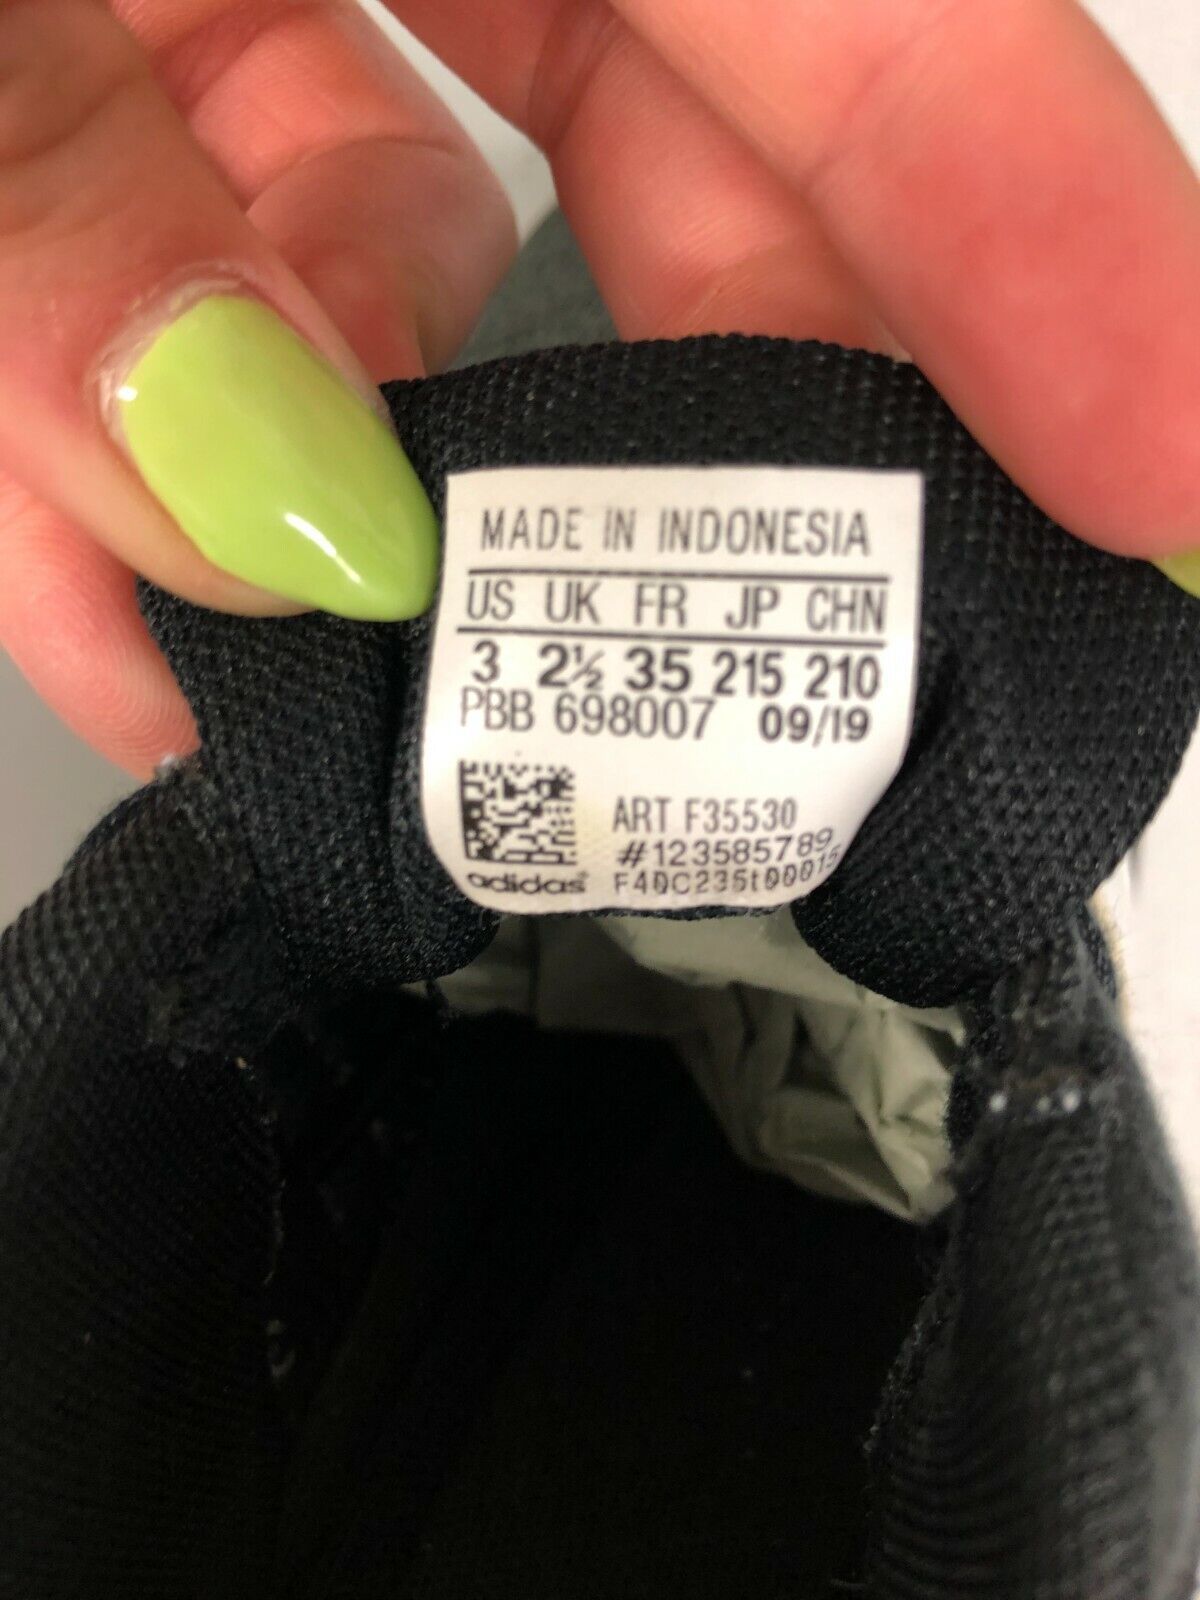 MADE IN INDONESIA
US UK FR JP CHN
3 2½ 35 215 210
PBB 698007 09/19
ART F35530
#123585789
adidas F40C236t00015